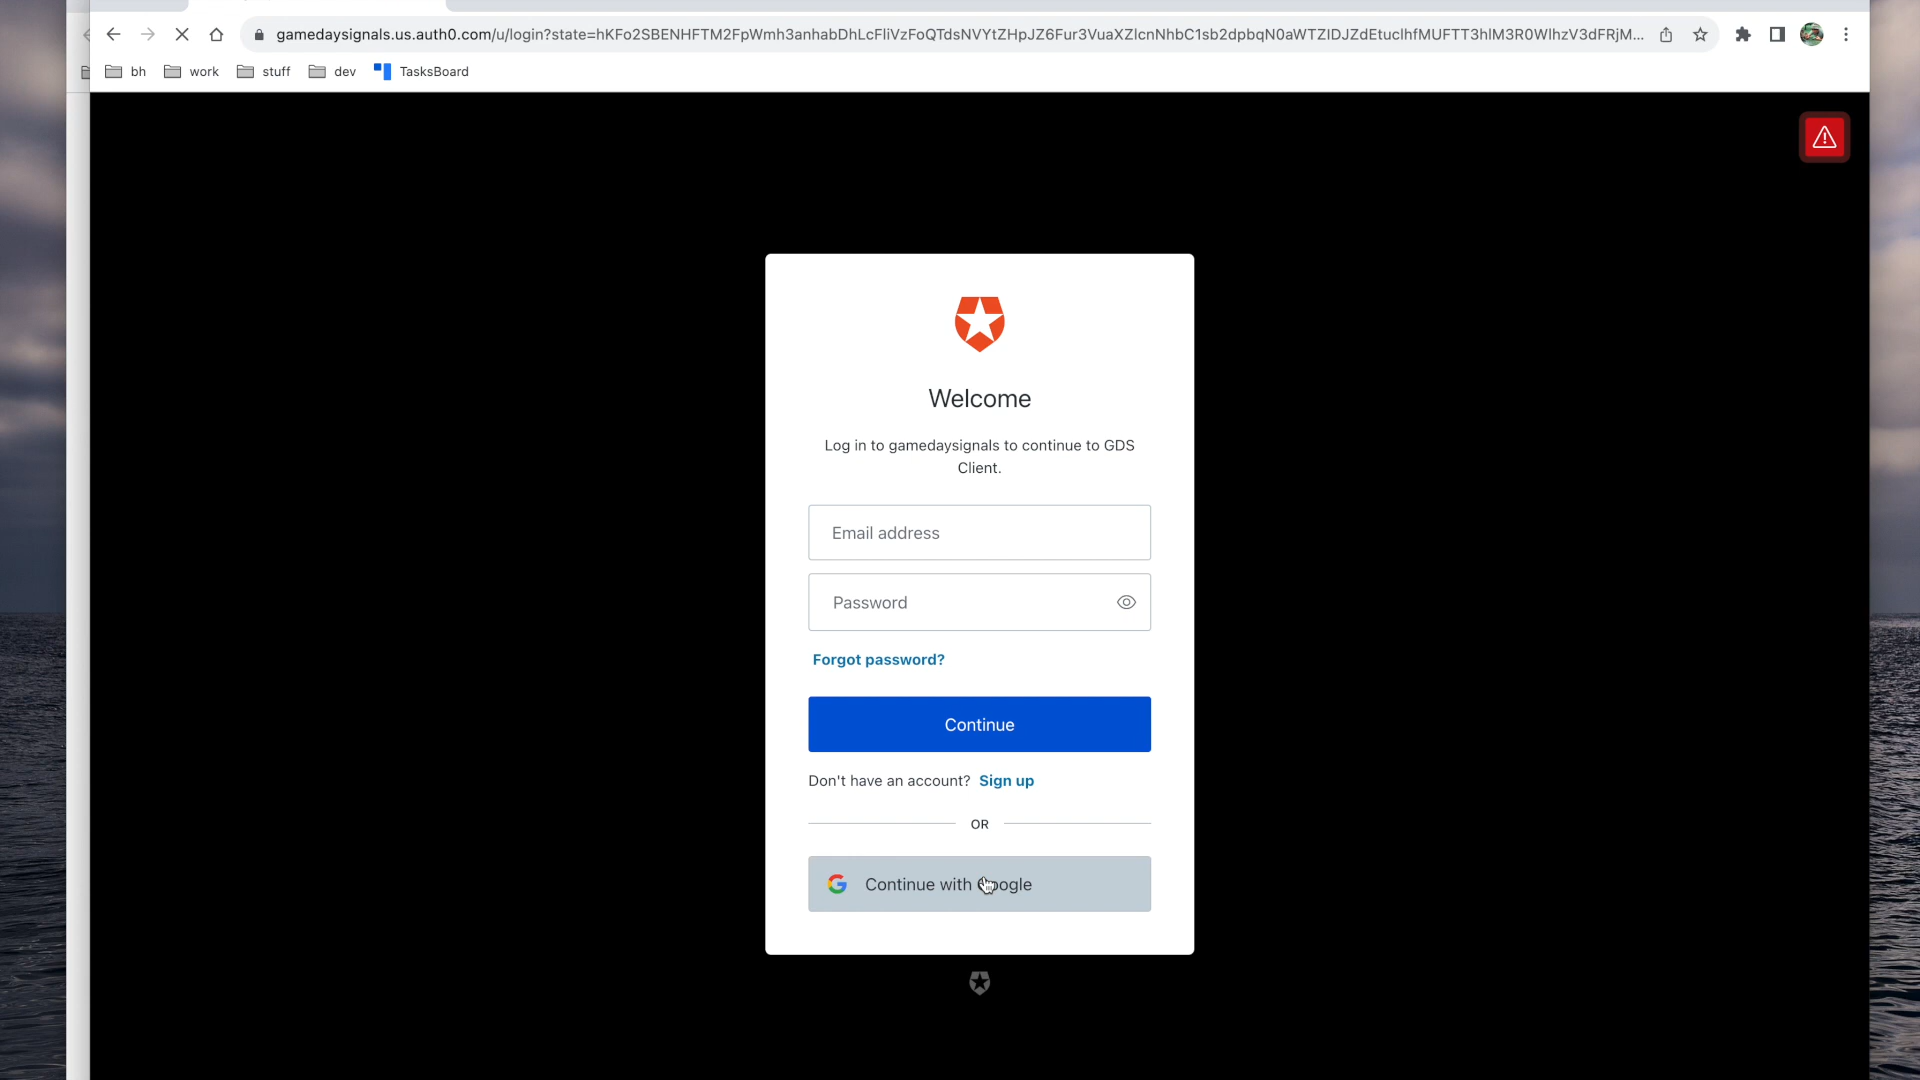 gamedaysignals.us.auth0.com/u/login?state=hKFo2SBENHFTM2FpWmh3anhabDhLcFliVzFoQTdsNVYtZHpJZ6Fur3VuaXZlcnNhbC1sb2dpbqN0aWTZIDJZdEtuclhfMUFTT3hlM3R0WlhzV3dFRjM...
bh work stuff dev TasksBoard
Welcome
Log in to gamedaysignals to continue to GDS
Client.
Email address
Password
Forgot password?
Continue
Don't have an account? Sign up
OR
Continue with Google